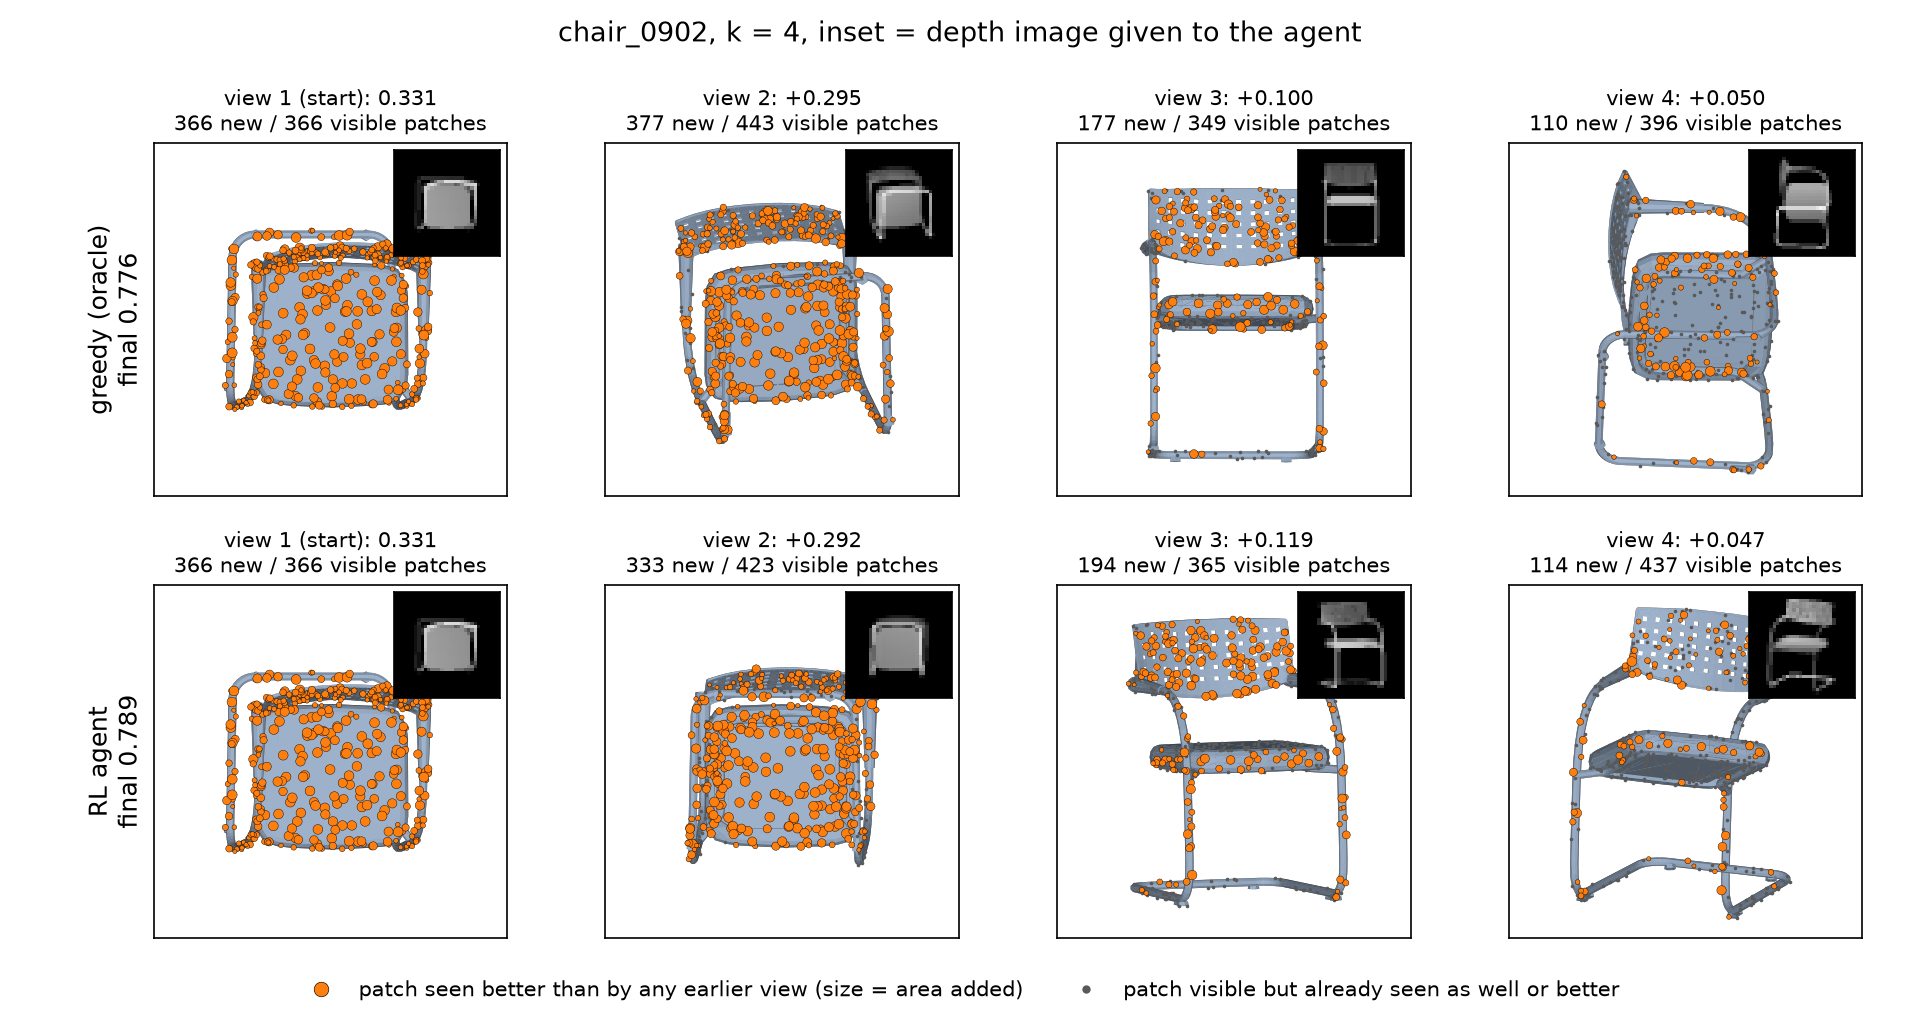 chair_0902, k = 4, inset = depth image given to the agent
greedy (oracle)
final 0.776
view 1 (start): 0.331
366 new / 366 visible patches
view 2: +0.295
377 new / 443 visible patches
view 3: +0.100
177 new / 349 visible patches
view 4: +0.050
110 new / 396 visible patches
RL agent
final 0.789
view 1 (start): 0.331
366 new / 366 visible patches
view 2: +0.292
333 new / 423 visible patches
view 3: +0.119
194 new / 365 visible patches
view 4: +0.047
114 new / 437 visible patches
patch seen better than by any earlier view (size = area added)
patch visible but already seen as well or better